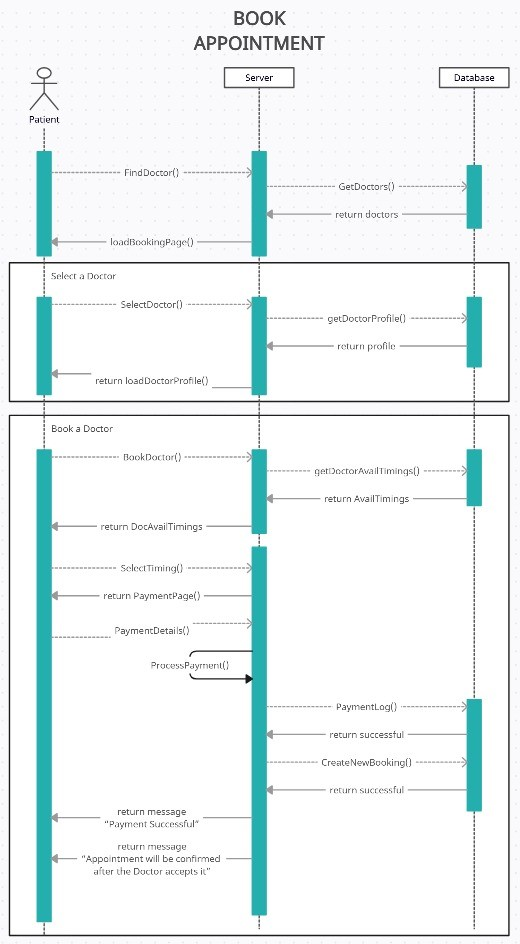 BOOK
APPOINTMENT
Server
Database
Patient
FindDoctor()
GetDoctors()
return doctors
loadBookingPage()
Select a Doctor
SelectDoctor()
getDoctorProfile()
return profile
return loadDoctorProfile()
Book a Doctor
BookDoctor()
getDoctorAvailTimings()
return AvailTimings
return DocAvailTimings
SelectTiming()
return PaymentPage()
PaymentDetails()
ProcessPayment()
PaymentLog()
return successful
CreateNewBooking()
return successful
return message
“Payment Successful”
return message
“Appointment will be confirmed
after the Doctor accepts it”